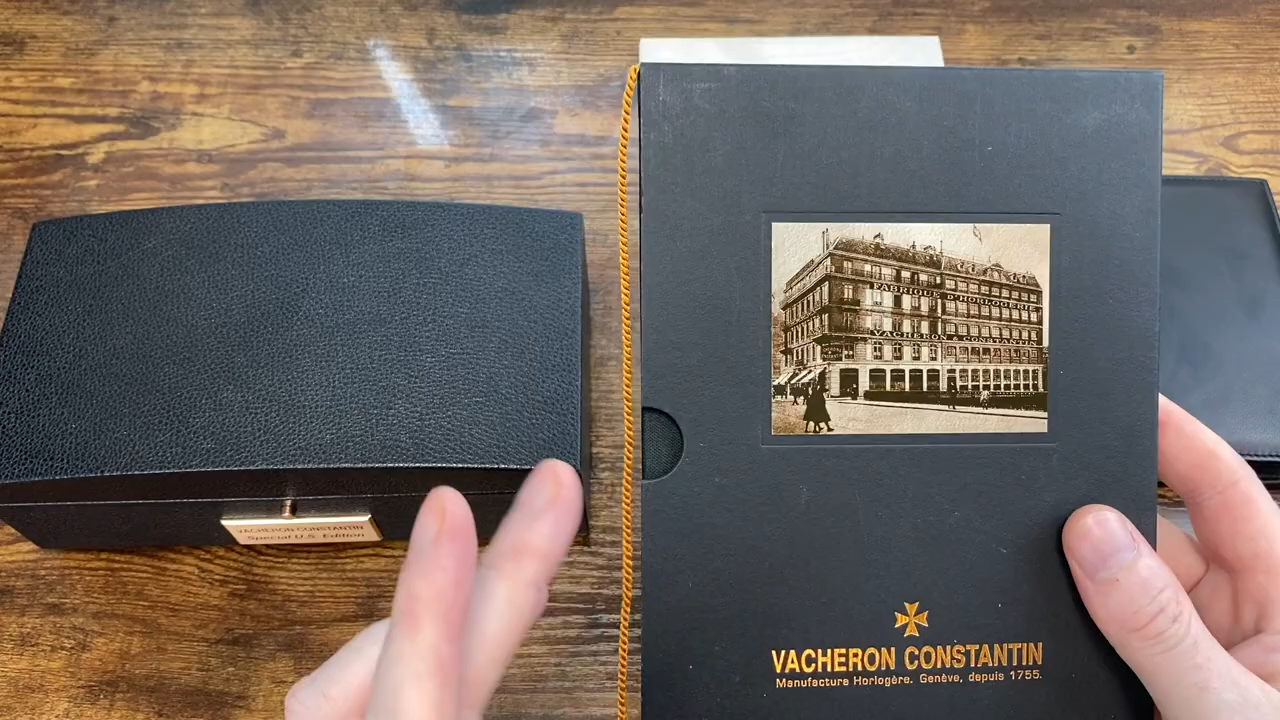 VACHERON CONSTANTIN
Special U.S. Edition
FABRIQUE D'HORLOGERIE
VACHERON & CONSTANTIN
VACHERON CONSTANTIN
Manufacture Horlogère. Genève, depuis 1755.